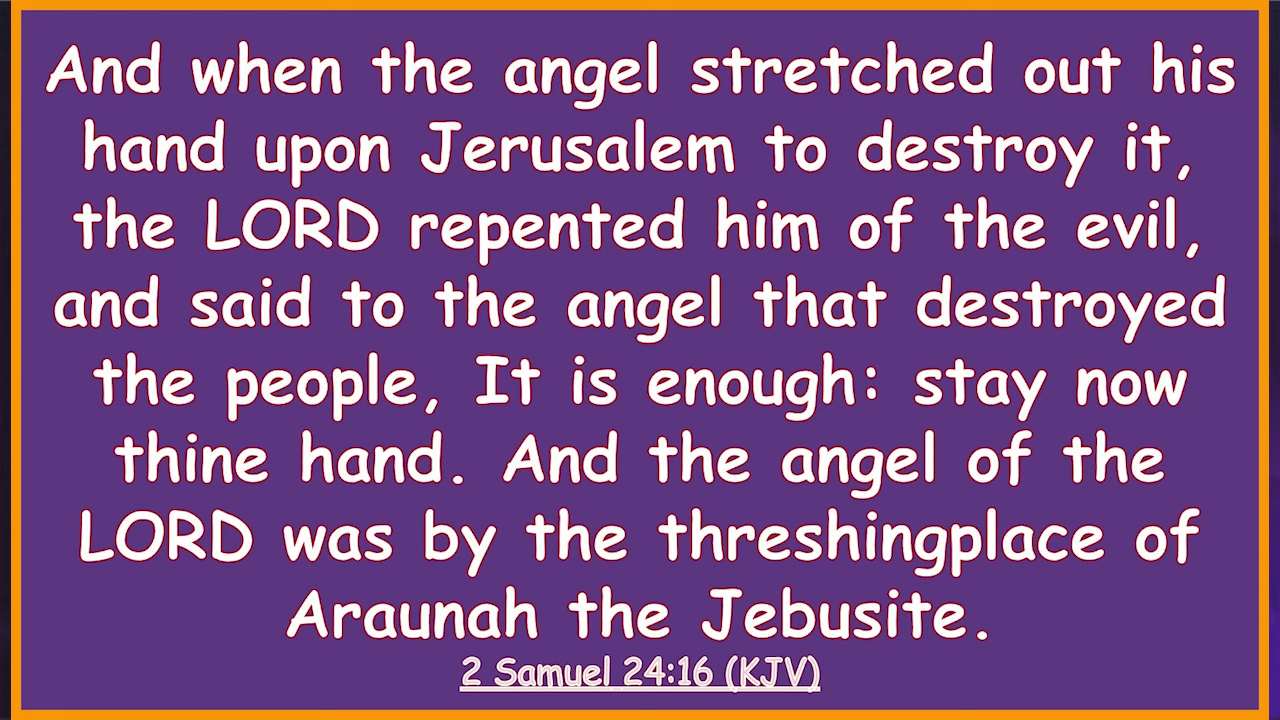 And when the angel stretched out his
hand upon Jerusalem to destroy it,
the LORD repented him of the evil,
and said to the angel that destroyed
the people, It is enough: stay now
thine hand. And the angel of the
LORD was by the threshingplace of
Araunah the Jebusite.
2 Samuel 24:16 (KJV)